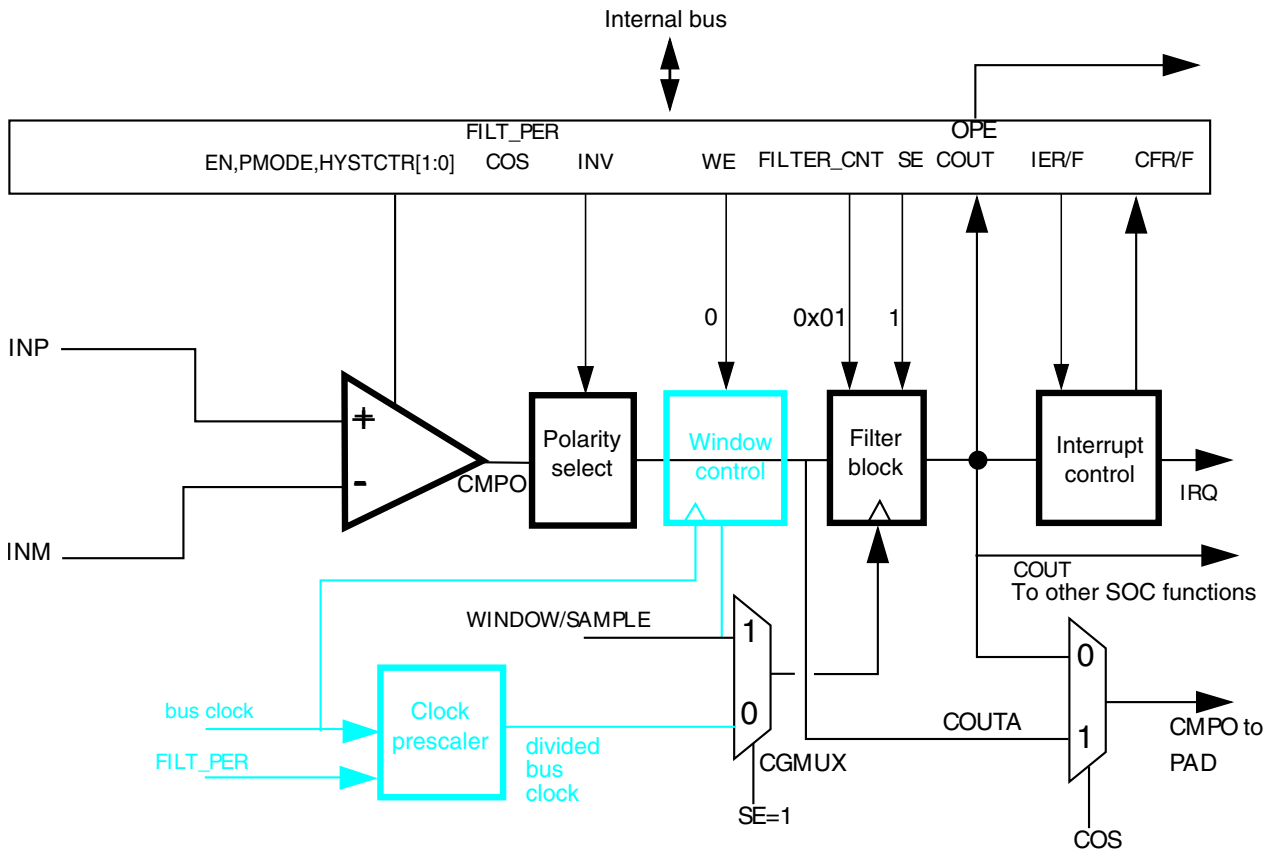 Internal bus
FILT_PER
OPE
EN,PMODE,HYSTCTR[1:0]
COS
INV
WE
FILTER_CNT
SE
COUT
IER/F
CFR/F
0
0x01
1
INP
+
-
INM
CMPO
Polarity
select
Window
control
Filter
block
Interrupt
control
IRQ
COUT
To other SOC functions
WINDOW/SAMPLE
1
0
CGMUX
SE=1
bus clock
FILT_PER
Clock
prescaler
divided
bus
clock
COUTA
0
1
CMPO to
PAD
COS